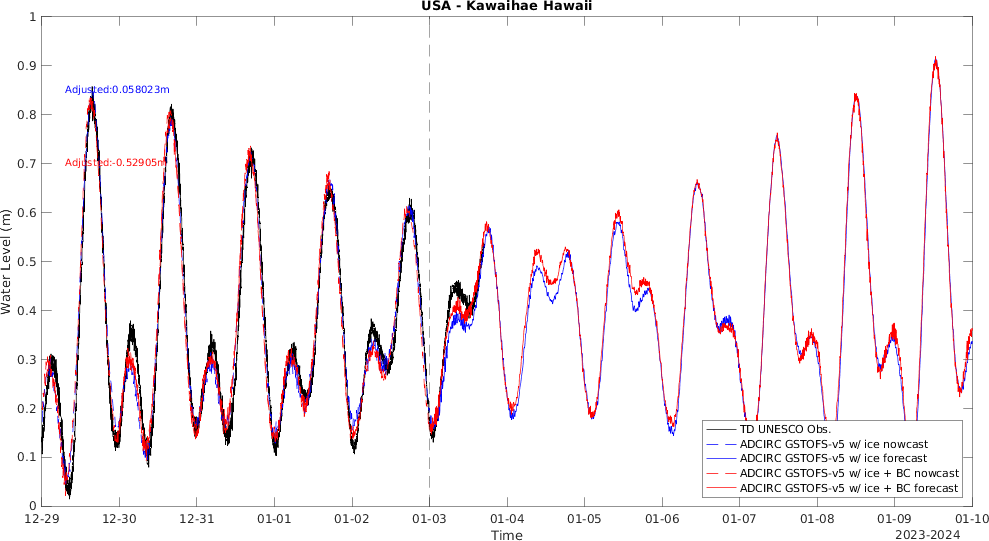 USA - Kawaihae Hawaii
1
0.9
0.8
0.7
0.6
0.5
0.4
0.3
0.2
0.1
0
Water Level (m)
Adjusted:0.058023m
Adjusted:-0.52905m
TD UNESCO Obs.
ADCIRC GSTOFS-v5 w/ ice nowcast
ADCIRC GSTOFS-v5 w/ ice forecast
ADCIRC GSTOFS-v5 w/ ice + BC nowcast
ADCIRC GSTOFS-v5 w/ ice + BC forecast
12-29 12-30 12-31 01-01 01-02 01-03 01-04 01-05 01-06 01-07 01-08 01-09 01-10
Time
2023-2024